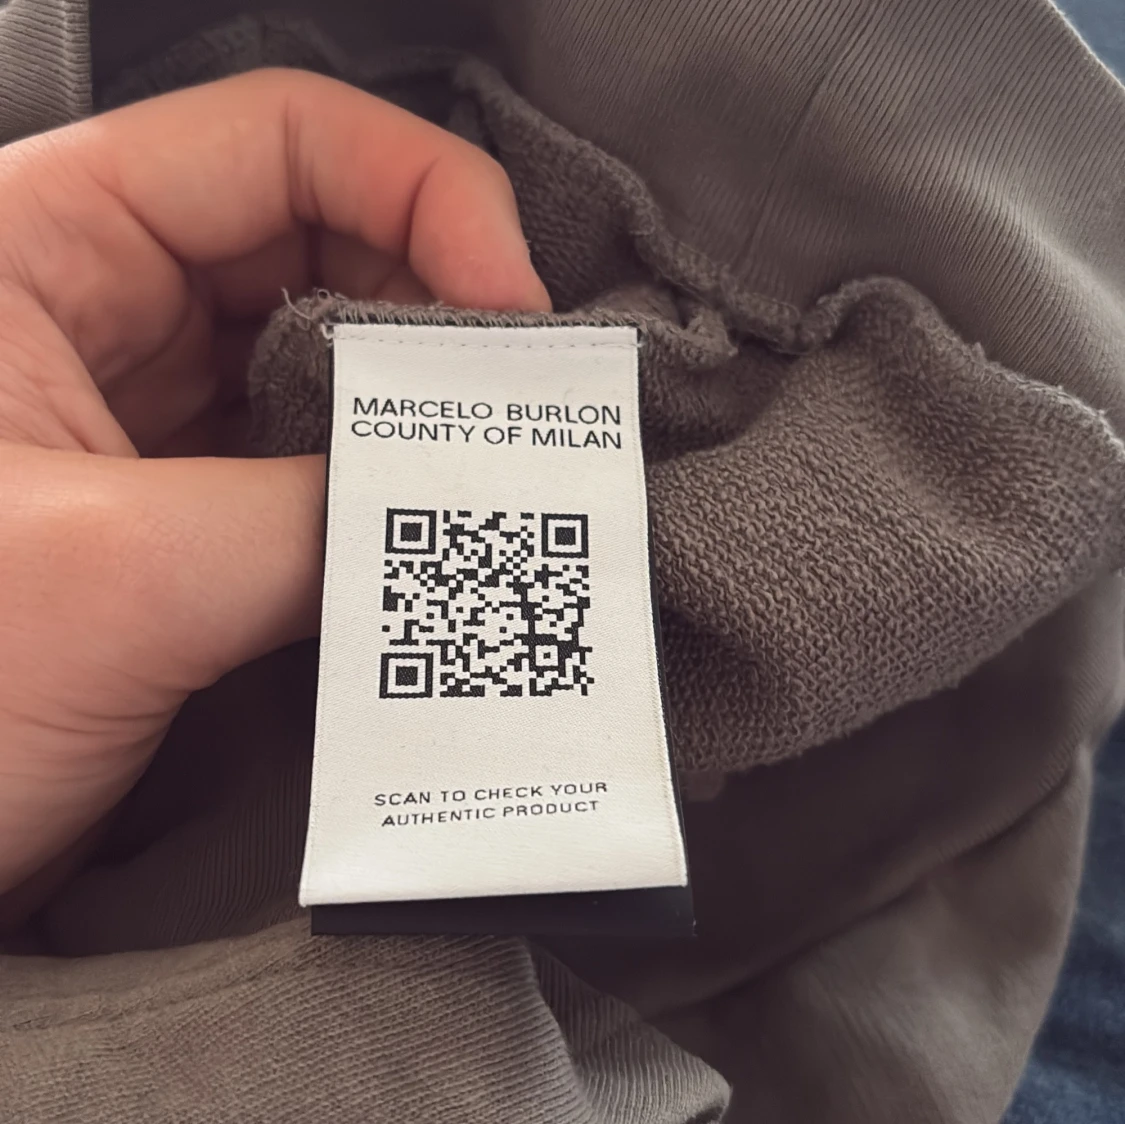 MARCELO BURLON
COUNTY OF MILAN
SCAN TO CHECK YOUR
AUTHENTIC PRODUCT